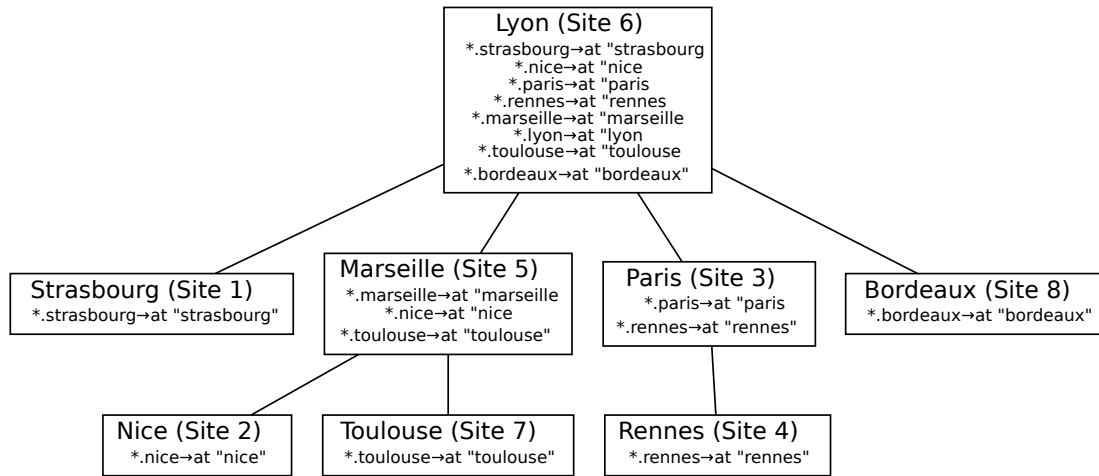 Lyon (Site 6)
*.strasbourg→at "strasbourg
*.nice→at "nice
*.paris→at "paris
*.rennes→at "rennes
*.marseille→at "marseille
*.lyon→at "lyon
*.toulouse→at "toulouse
*.bordeaux→at "bordeaux"
Strasbourg (Site 1)
*.strasbourg→at "strasbourg"
Marseille (Site 5)
*.marseille→at "marseille
*.nice→at "nice
*.toulouse→at "toulouse"
Paris (Site 3)
*.paris→at "paris
*.rennes→at "rennes"
Bordeaux (Site 8)
*.bordeaux→at "bordeaux"
Nice (Site 2)
*.nice→at "nice"
Toulouse (Site 7)
*.toulouse→at "toulouse"
Rennes (Site 4)
*.rennes→at "rennes"